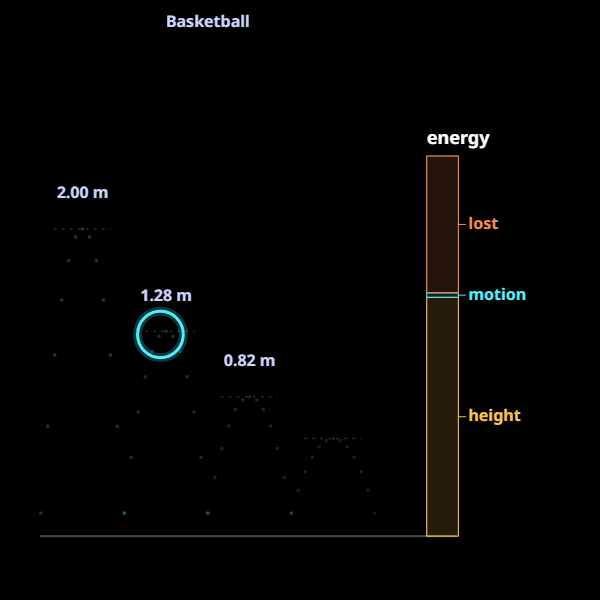 Basketball
energy
2.00 m
lost
1.28 m
motion
0.82 m
height